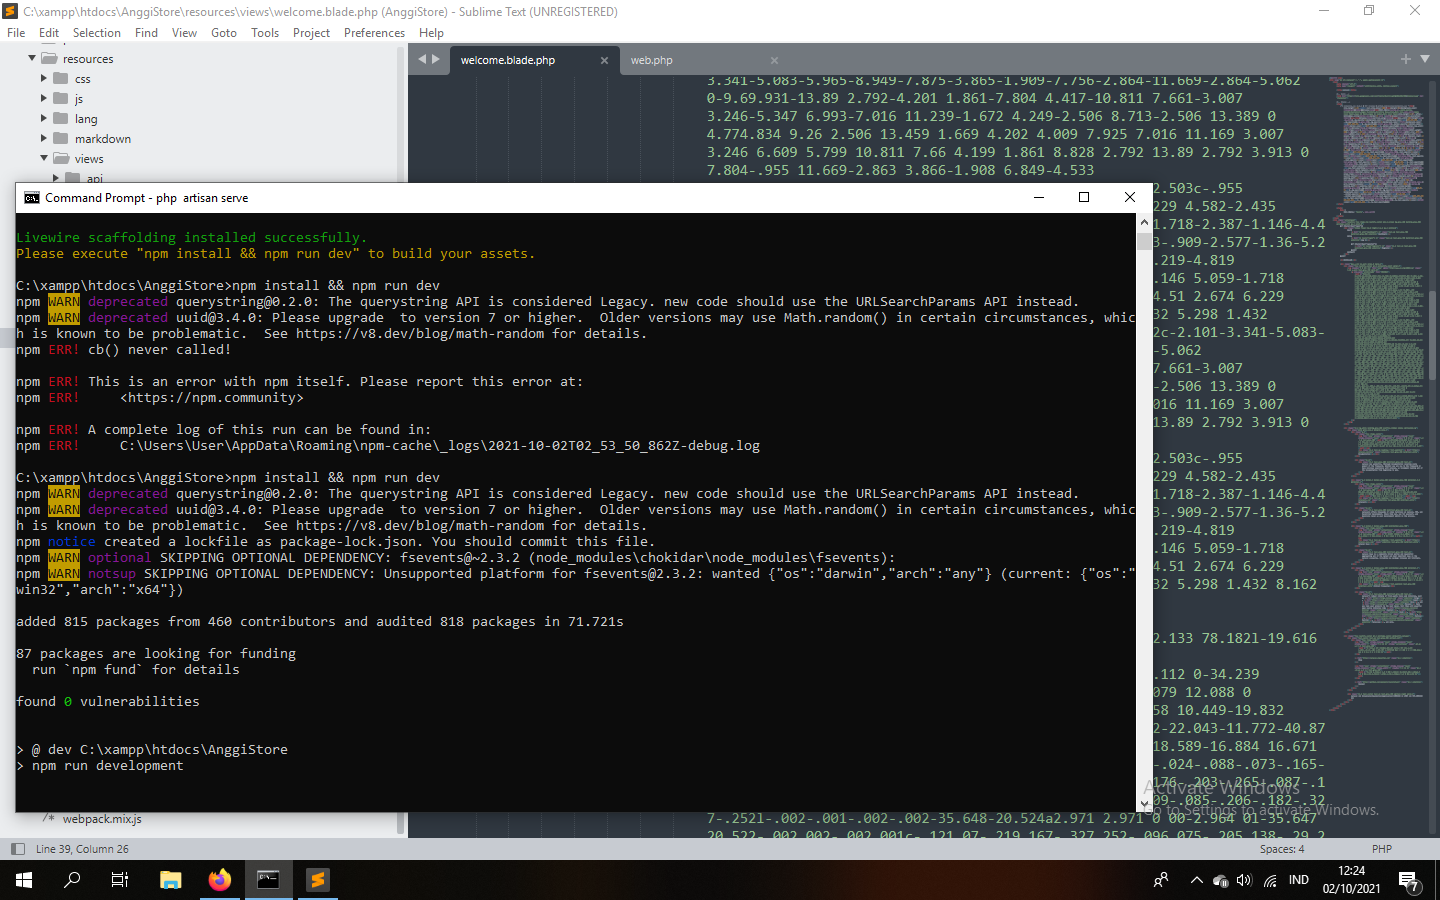 C:\xampp\htdocs\AnggiStore\resources\views\welcome.blade.php (AnggiStore) - Sublime Text (UNREGISTERED)
File Edit Selection Find View Goto Tools Project Preferences Help
resources
css
js
lang
markdown
views
api
welcome.blade.php
web.php
3.341-5.083-5.965-8.949-7.875-3.865-1.909-7.756-2.864-11.669-2.864-5.062
0-9.69.931-13.89 2.792-4.201 1.861-7.804 4.417-10.811 7.661-3.007
3.246-5.347 6.993-7.016 11.239-1.672 4.249-2.506 8.713-2.506 13.389 0
4.774.834 9.26 2.506 13.459 1.669 4.202 4.009 7.925 7.016 11.169 3.007
3.246 6.609 5.799 10.811 7.66 4.199 1.861 8.828 2.792 13.89 2.792 3.913 0
7.804-.955 11.669-2.863 3.866-1.908 6.849-4.533
Command Prompt - php  artisan serve
Livewire scaffolding installed successfully.
Please execute "npm install && npm run dev" to build your assets.
C:\xampp\htdocs\AnggiStore>npm install && npm run dev
npm WARN deprecated querystring@0.2.0: The querystring API is considered Legacy. new code should use the URLSearchParams API instead.
npm WARN deprecated uuid@3.4.0: Please upgrade  to version 7 or higher.  Older versions may use Math.random() in certain circumstances, whic
h is known to be problematic.  See https://v8.dev/blog/math-random for details.
npm ERR! cb() never called!
npm ERR! This is an error with npm itself. Please report this error at:
npm ERR!     <https://npm.community>
npm ERR! A complete log of this run can be found in:
npm ERR!     C:\Users\User\AppData\Roaming\npm-cache\_logs\2021-10-02T02_53_50_862Z-debug.log
C:\xampp\htdocs\AnggiStore>npm install && npm run dev
npm WARN deprecated querystring@0.2.0: The querystring API is considered Legacy. new code should use the URLSearchParams API instead.
npm WARN deprecated uuid@3.4.0: Please upgrade  to version 7 or higher.  Older versions may use Math.random() in certain circumstances, whic
h is known to be problematic.  See https://v8.dev/blog/math-random for details.
npm notice created a lockfile as package-lock.json. You should commit this file.
npm WARN optional SKIPPING OPTIONAL DEPENDENCY: fsevents@~2.3.2 (node_modules\chokidar\node_modules\fsevents):
npm WARN notsup SKIPPING OPTIONAL DEPENDENCY: Unsupported platform for fsevents@2.3.2: wanted {"os":"darwin","arch":"any"} (current: {"os":"
win32","arch":"x64"})
added 815 packages from 460 contributors and audited 818 packages in 71.721s
87 packages are looking for funding
run `npm fund` for details
found 0 vulnerabilities
> @ dev C:\xampp\htdocs\AnggiStore
> npm run development
2.503c-.955
229 4.582-2.435
1.718-2.387-1.146-4.4
3-.909-2.577-1.36-5.2
.219-4.819
.146 5.059-1.718
4.51 2.674 6.229
32 5.298 1.432
2c-2.101-3.341-5.083-
-5.062
7.661-3.007
-2.506 13.389 0
016 11.169 3.007
13.89 2.792 3.913 0
2.503c-.955
229 4.582-2.435
1.718-2.387-1.146-4.4
3-.909-2.577-1.36-5.2
.219-4.819
.146 5.059-1.718
4.51 2.674 6.229
32 5.298 1.432 8.162
2.133 78.182l-19.616
.112 0-34.239
079 12.088 0
58 10.449-19.832
2-22.043-11.772-40.87
18.589-16.884 16.671
-.024-.088-.073-.165-
176-.203-.265-.087-.1
09-.085-.206-.182-.32
7-.252l-.002-.001-.002-.002-35.648-20.524a2.971 2.971 0 00-2.964 0l-35.647
Activate Windows
Go to Settings to activate Windows.
webpack.mix.js
Line 39, Column 26
Spaces: 4
PHP
IND
12:24
02/10/2021
7